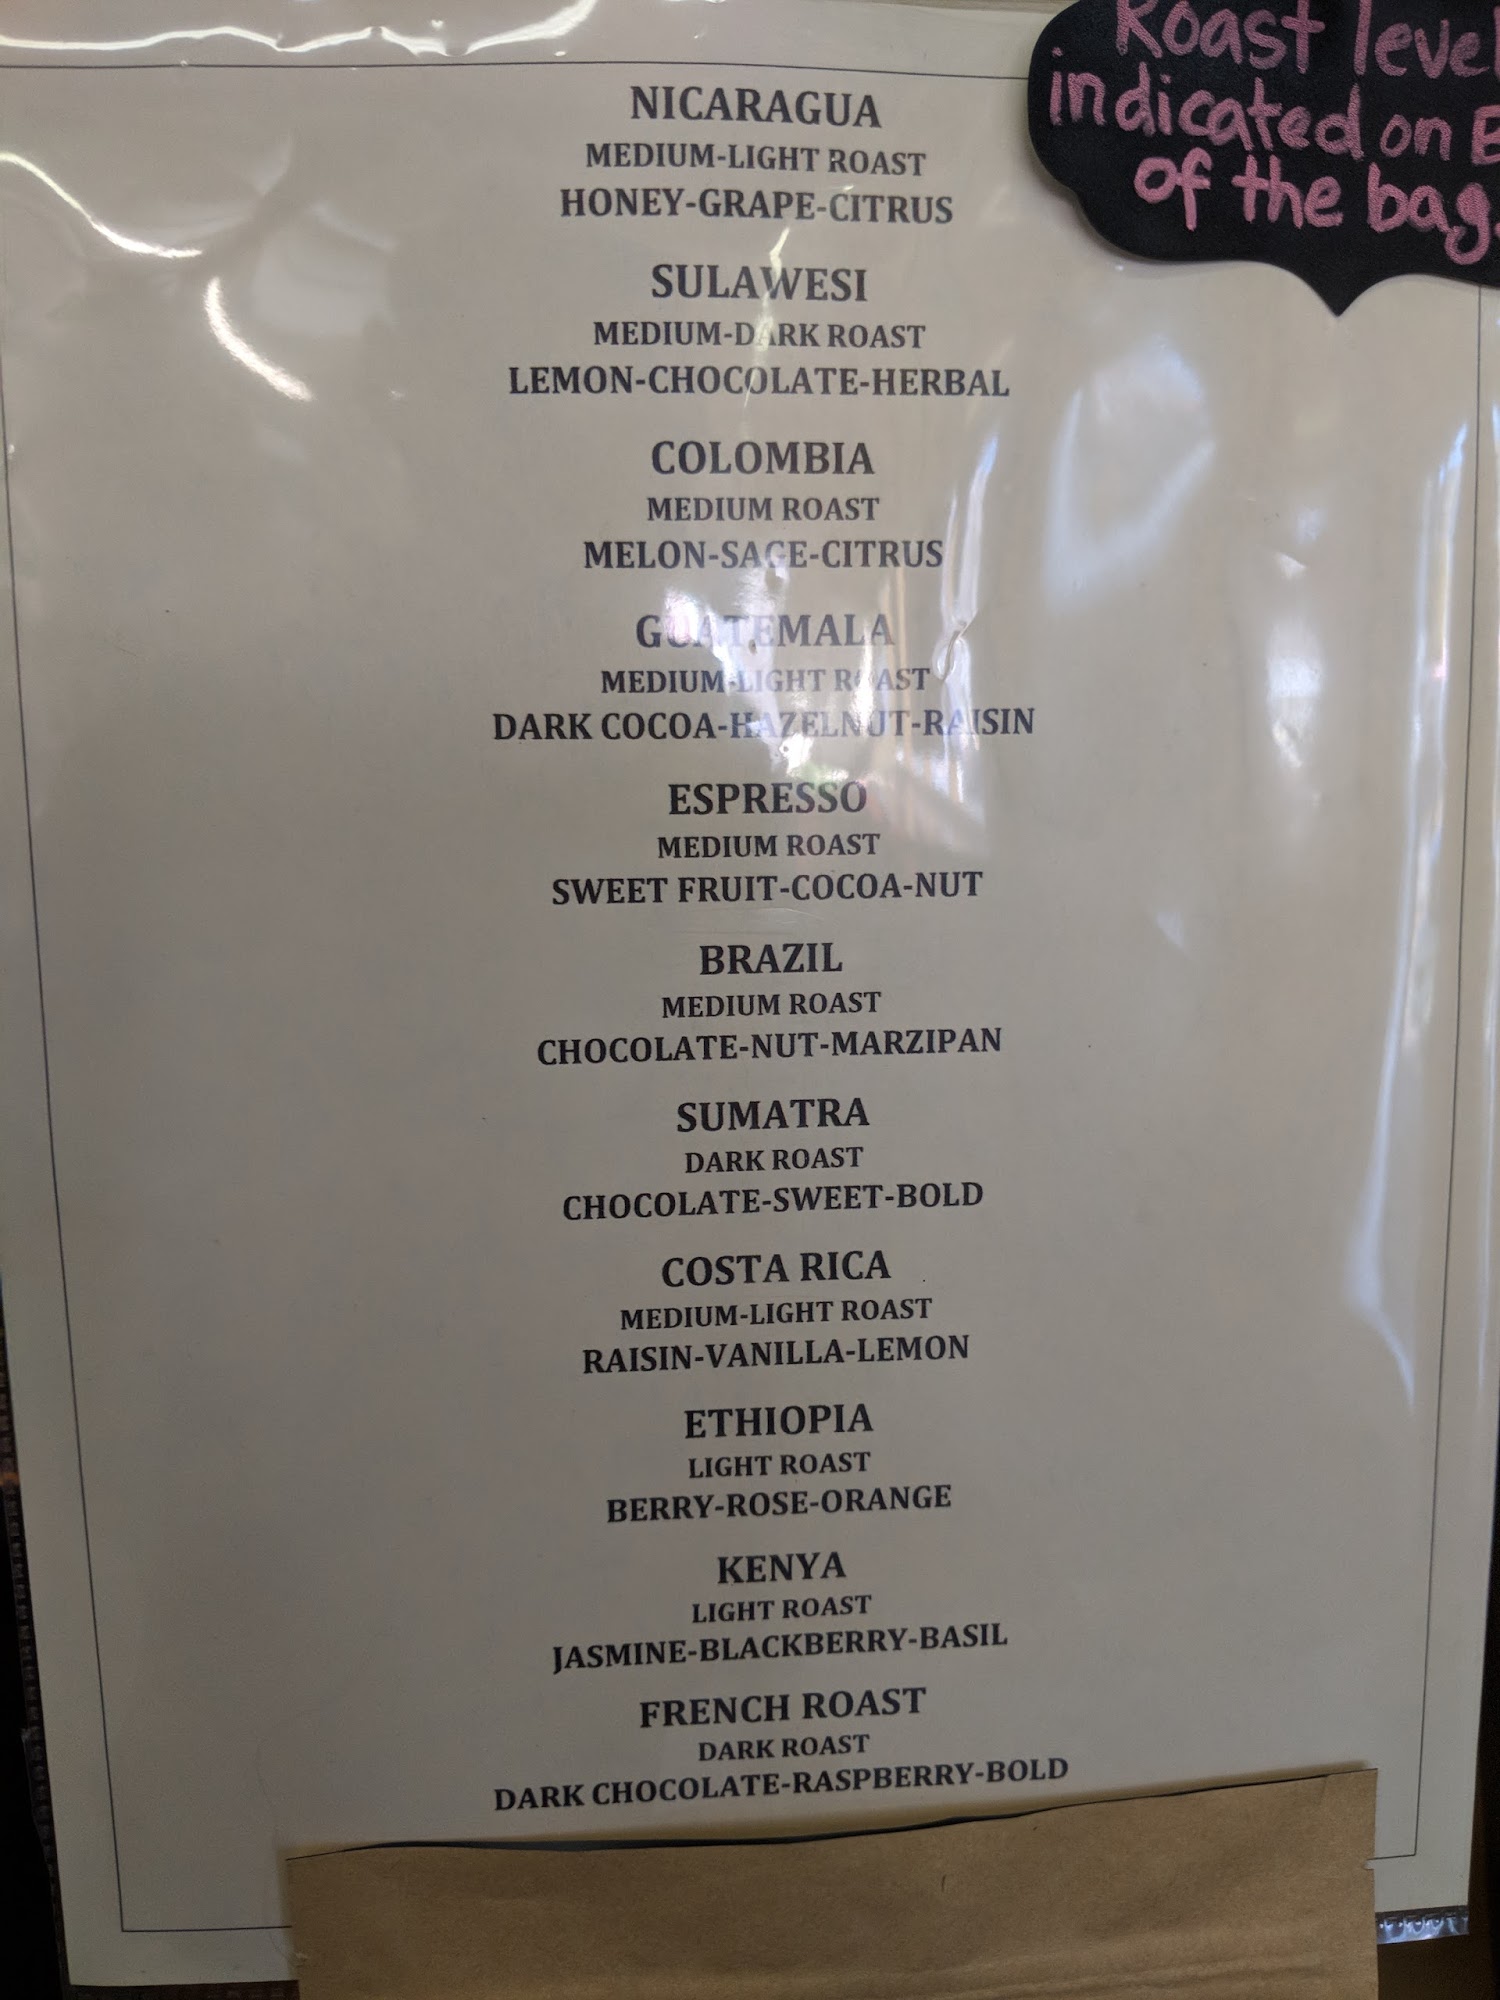 Roast level
indicated on
of the bag.
NICARAGUA
MEDIUM-LIGHT ROAST
HONEY-GRAPE-CITRUS
SULAWESI
MEDIUM-DARK ROAST
LEMON-CHOCOLATE-HERBAL
COLOMBIA
MEDIUM ROAST
MELON-SAGE-CITRUS
GUATEMALA
MEDIUM-LIGHT ROAST
DARK COCOA-HAZELNUT-RAISIN
ESPRESSO
MEDIUM ROAST
SWEET FRUIT-COCOA-NUT
BRAZIL
MEDIUM ROAST
CHOCOLATE-NUT-MARZIPAN
SUMATRA
DARK ROAST
CHOCOLATE-SWEET-BOLD
COSTA RICA
MEDIUM-LIGHT ROAST
RAISIN-VANILLA-LEMON
ETHIOPIA
LIGHT ROAST
BERRY-ROSE-ORANGE
KENYA
LIGHT ROAST
JASMINE-BLACKBERRY-BASIL
FRENCH ROAST
DARK ROAST
DARK CHOCOLATE-RASPBERRY-BOLD